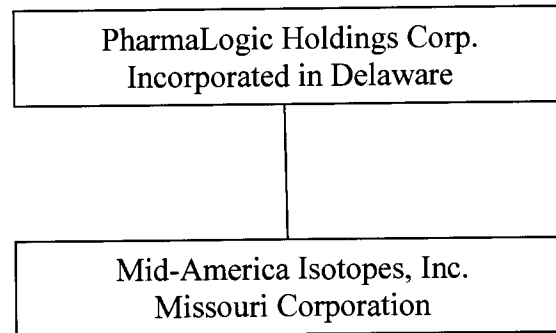 PharmaLogic Holdings Corp.
Incorporated in Delaware
Mid-America Isotopes, Inc.
Missouri Corporation